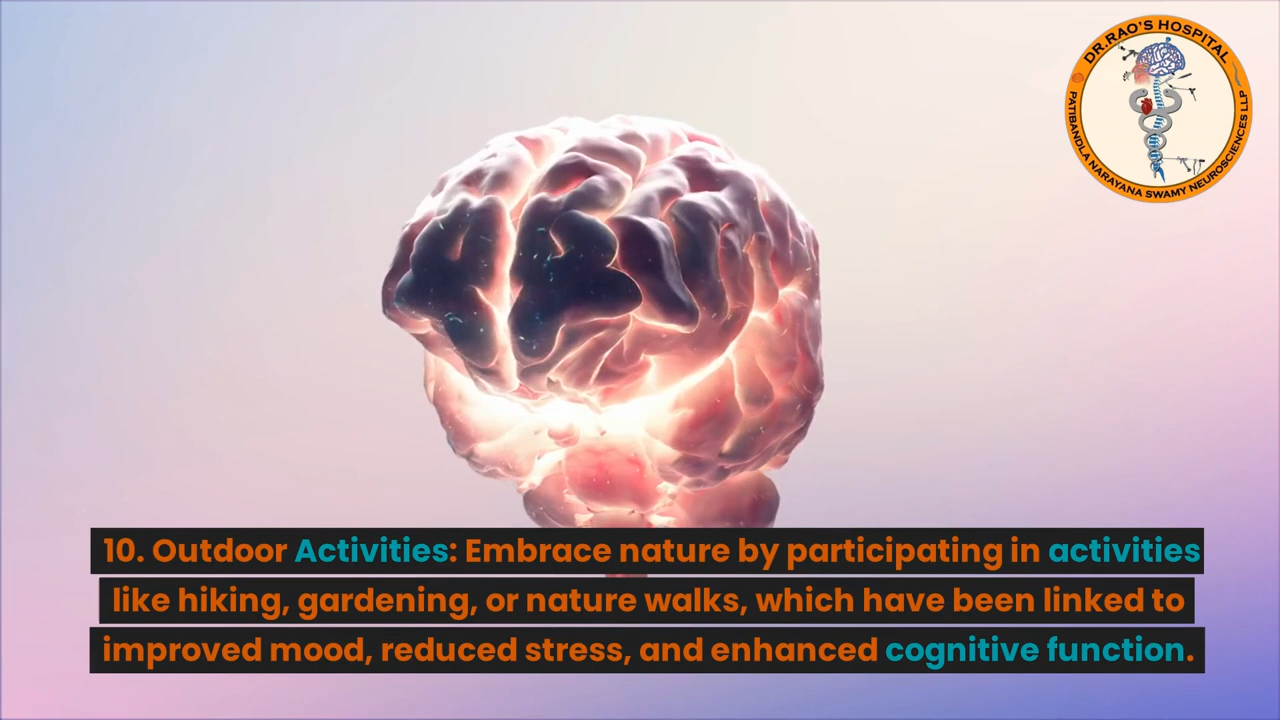 DR.RAO'S HOSPITAL
PATIBANDLA NARAYANA SWAMY NEUROSCIENCES LLP
10. Outdoor Activities: Embrace nature by participating in activities
like hiking, gardening, or nature walks, which have been linked to
improved mood, reduced stress, and enhanced cognitive function.